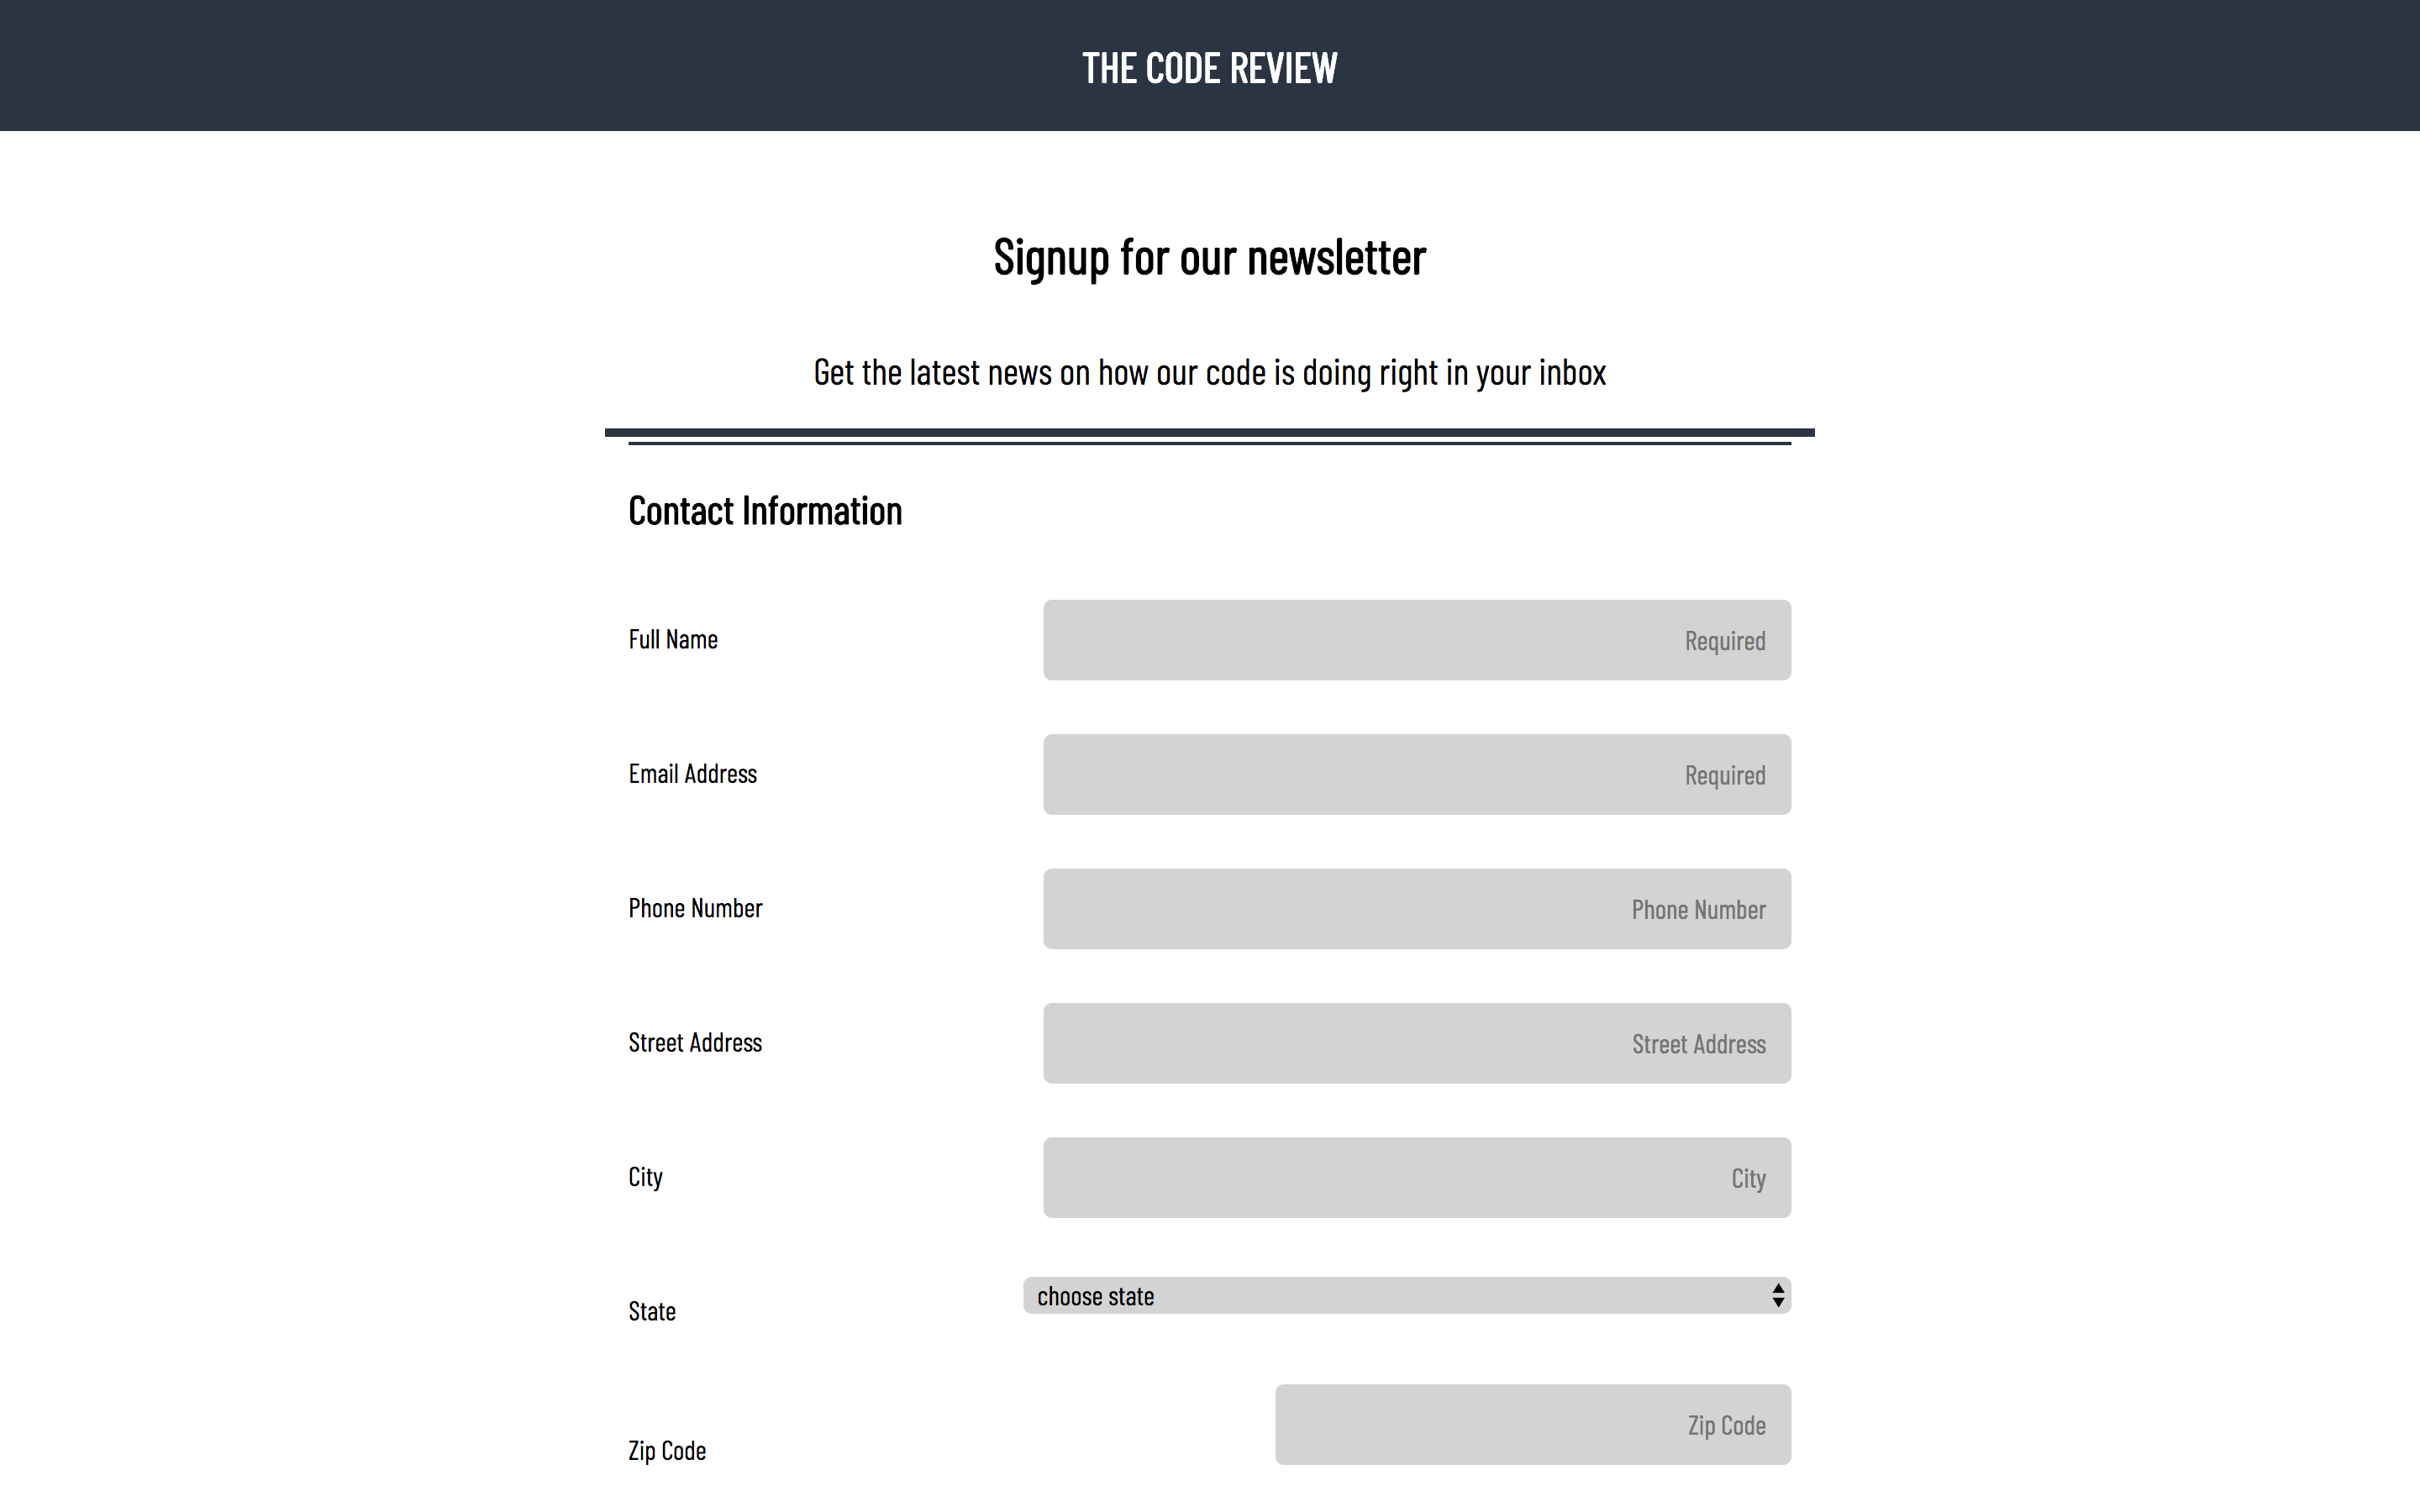 THE CODE REVIEW
Signup for our newsletter
Get the latest news on how our code is doing right in your inbox
Contact Information
Full Name
Required
Email Address
Required
Phone Number
Phone Number
Street Address
Street Address
City
City
State
choose state
Zip Code
Zip Code